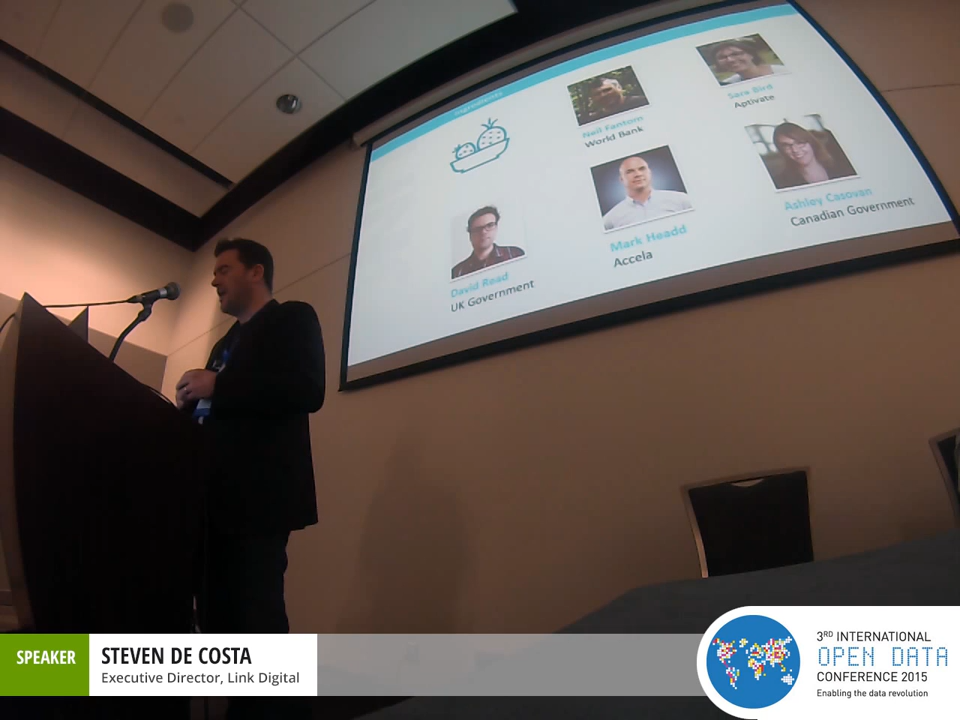 Ingredients
Neil Fantom
World Bank
Sara Bird
Aptivate
David Read
UK Government
Mark Headd
Accela
Ashley Casovan
Canadian Government
SPEAKER
STEVEN DE COSTA
Executive Director, Link Digital
3RD INTERNATIONAL
OPEN DATA
CONFERENCE 2015
Enabling the data revolution